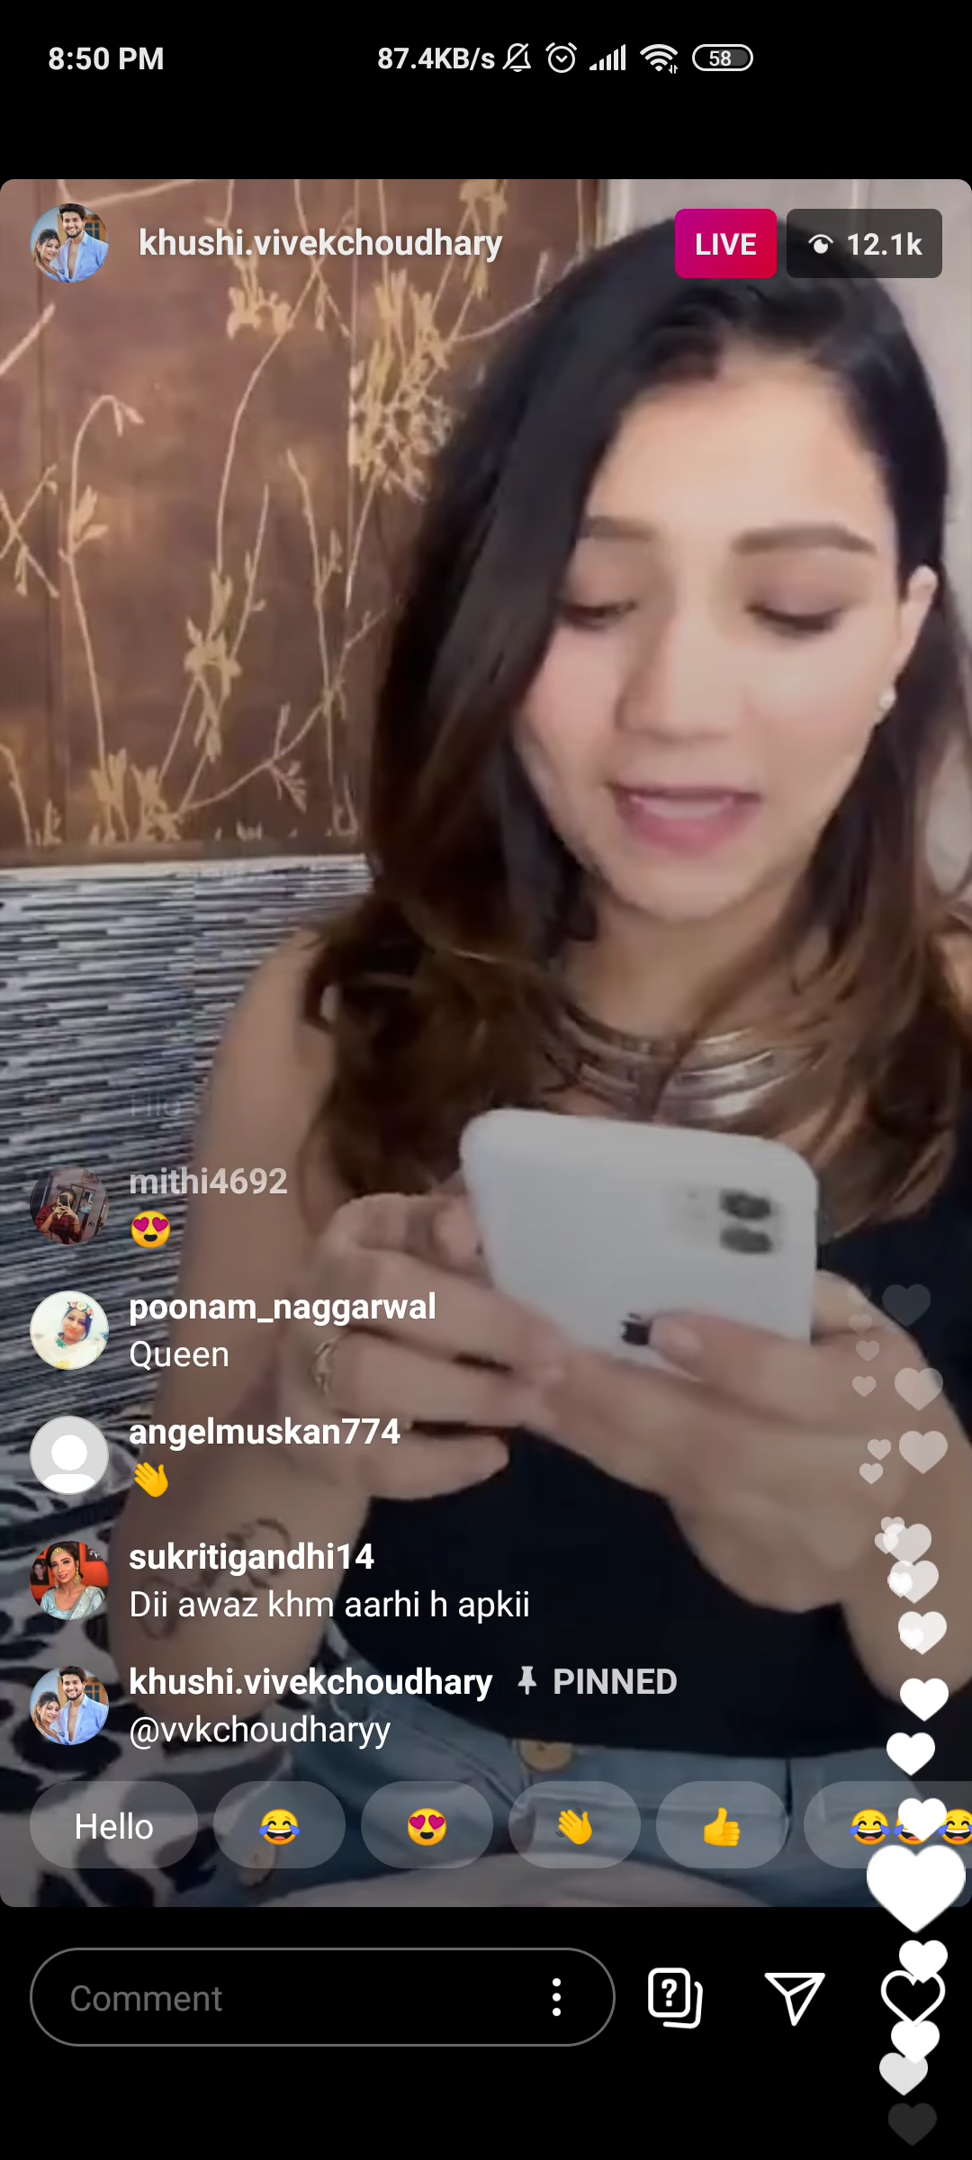 8:50 PM 87.4KB/s 58
khushi.vivekchoudhary LIVE 12.1k
mithi4692
😍
poonam_naggarwal
Queen
angelmuskan774
👋
sukritigandhi14
Dii awaz khm aarhi h apkii
khushi.vivekchoudhary PINNED
@vvkchoudharyy
Hello 😂 😍 👋 👍 😂😂😂
Comment